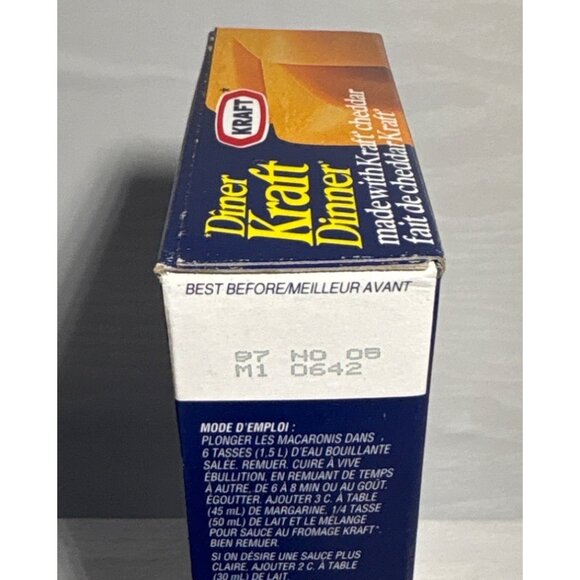 KRAFT
Diner
Kraft
Dinner
made with Kraft cheddar
fait de cheddar Kraft
BEST BEFORE/MEILLEUR AVANT
97 NO 08
M1 0642
MODE D'EMPLOI :
PLONGER LES MACARONIS DANS
6 TASSES (1,5 L) D'EAU BOUILLANTE
SALÉE. REMUER. CUIRE À VIVE
ÉBULLITION, EN REMUANT DE TEMPS
À AUTRE, DE 6 À 8 MIN OU AU GOÛT.
ÉGOUTTER. AJOUTER 3 C. À TABLE
(45 mL) DE MARGARINE, 1/4 TASSE
(50 mL) DE LAIT ET LE MÉLANGE
POUR SAUCE AU FROMAGE KRAFT*.
BIEN REMUER.
SI ON DÉSIRE UNE SAUCE PLUS
CLAIRE, AJOUTER 2 C. À TABLE
(30 mL) DE LAIT.